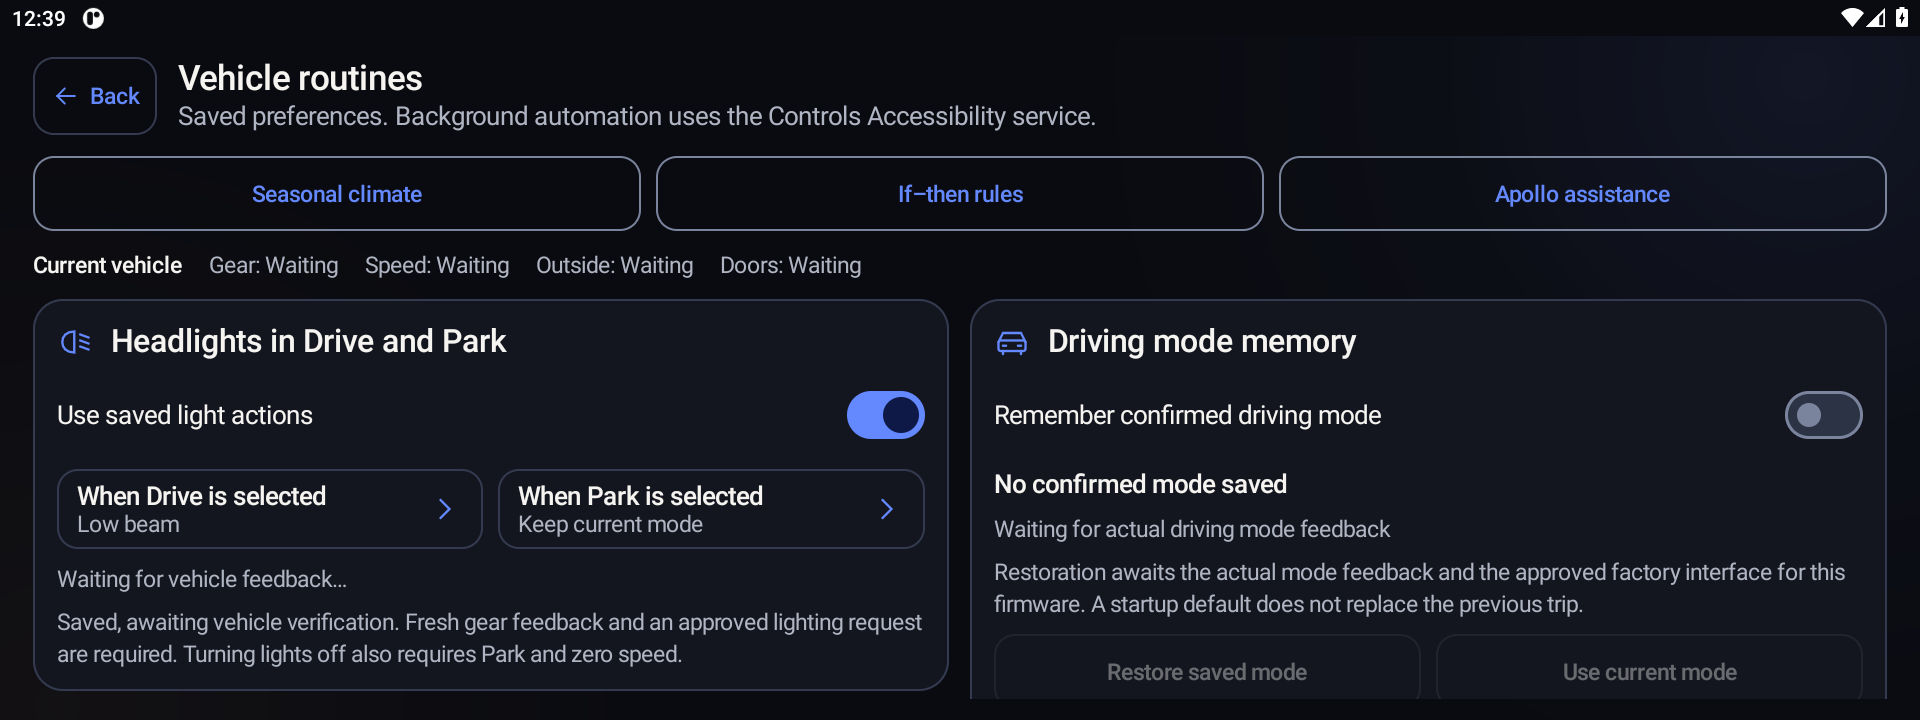 12:39
Back
Vehicle routines
Saved preferences. Background automation uses the Controls Accessibility service.
Seasonal climate
If–then rules
Apollo assistance
Current vehicle Gear: Waiting Speed: Waiting Outside: Waiting Doors: Waiting
Headlights in Drive and Park
Use saved light actions
When Drive is selected
Low beam
When Park is selected
Keep current mode
Waiting for vehicle feedback...
Saved, awaiting vehicle verification. Fresh gear feedback and an approved lighting request
are required. Turning lights off also requires Park and zero speed.
Driving mode memory
Remember confirmed driving mode
No confirmed mode saved
Waiting for actual driving mode feedback
Restoration awaits the actual mode feedback and the approved factory interface for this
firmware. A startup default does not replace the previous trip.
Restore saved mode
Use current mode